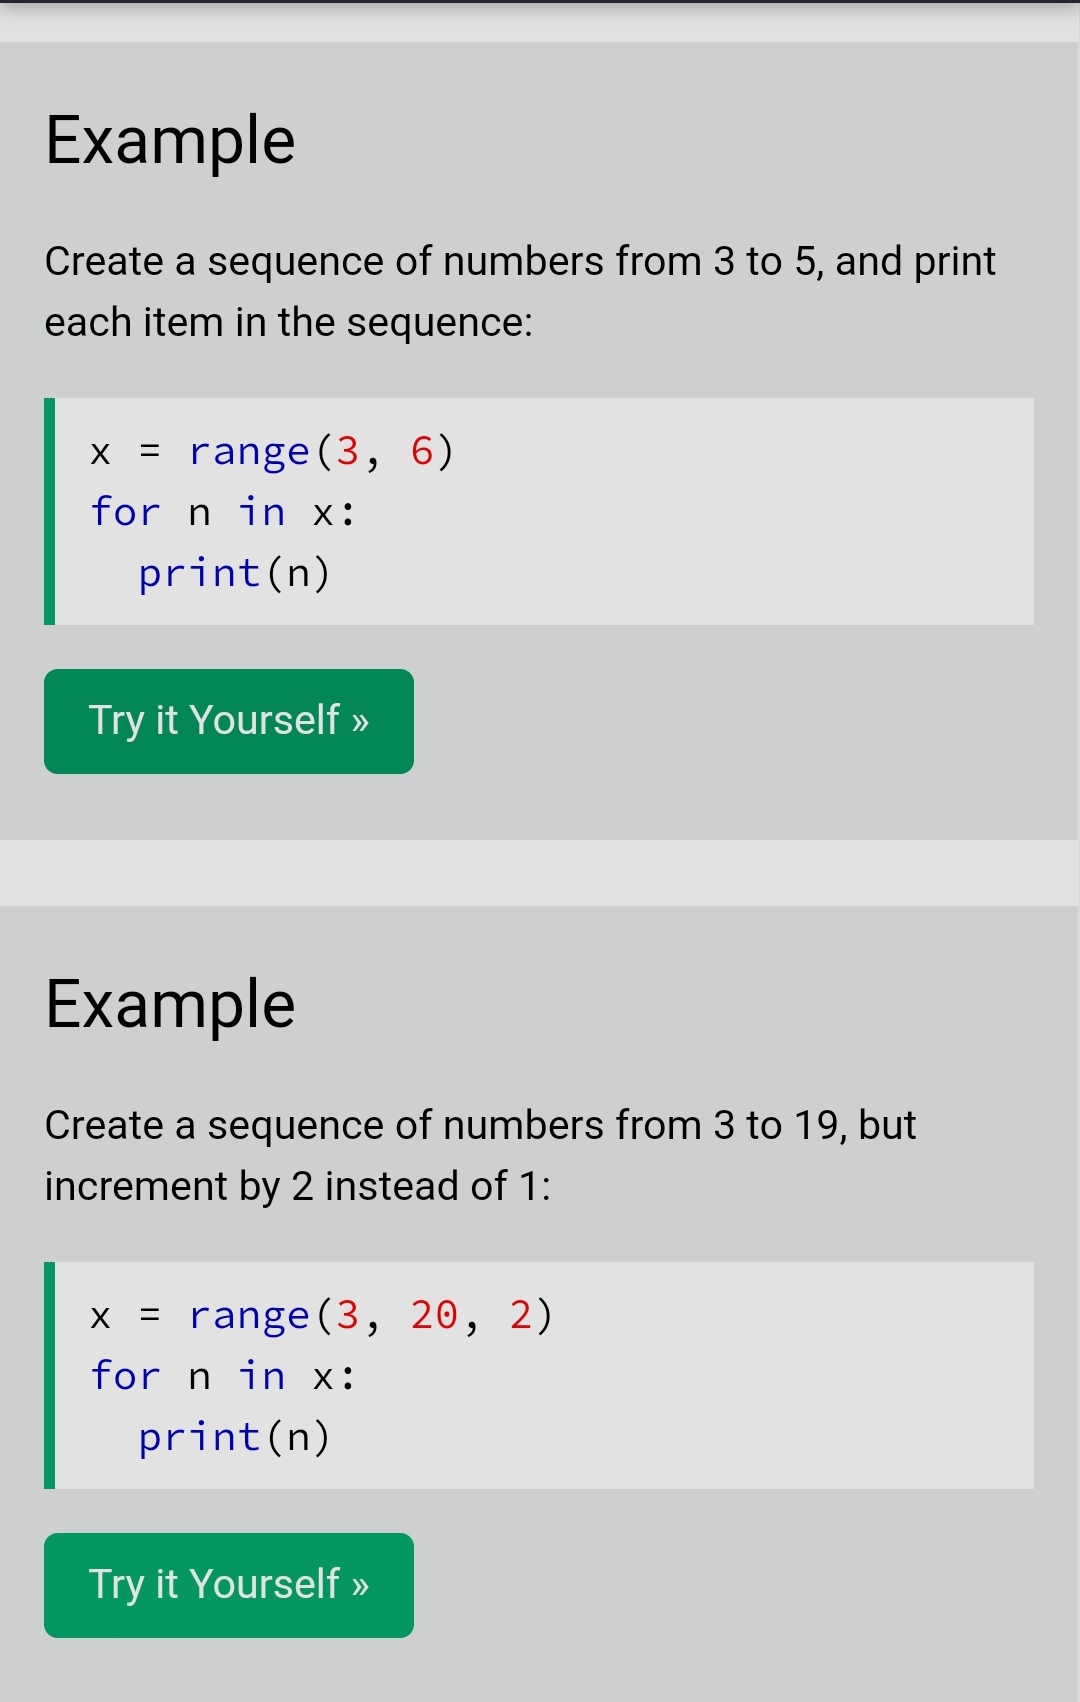 Example
Create a sequence of numbers from 3 to 5, and print
each item in the sequence:
x = range(3, 6)
for n in x:
  print(n)
Try it Yourself »
Example
Create a sequence of numbers from 3 to 19, but
increment by 2 instead of 1:
x = range(3, 20, 2)
for n in x:
  print(n)
Try it Yourself »